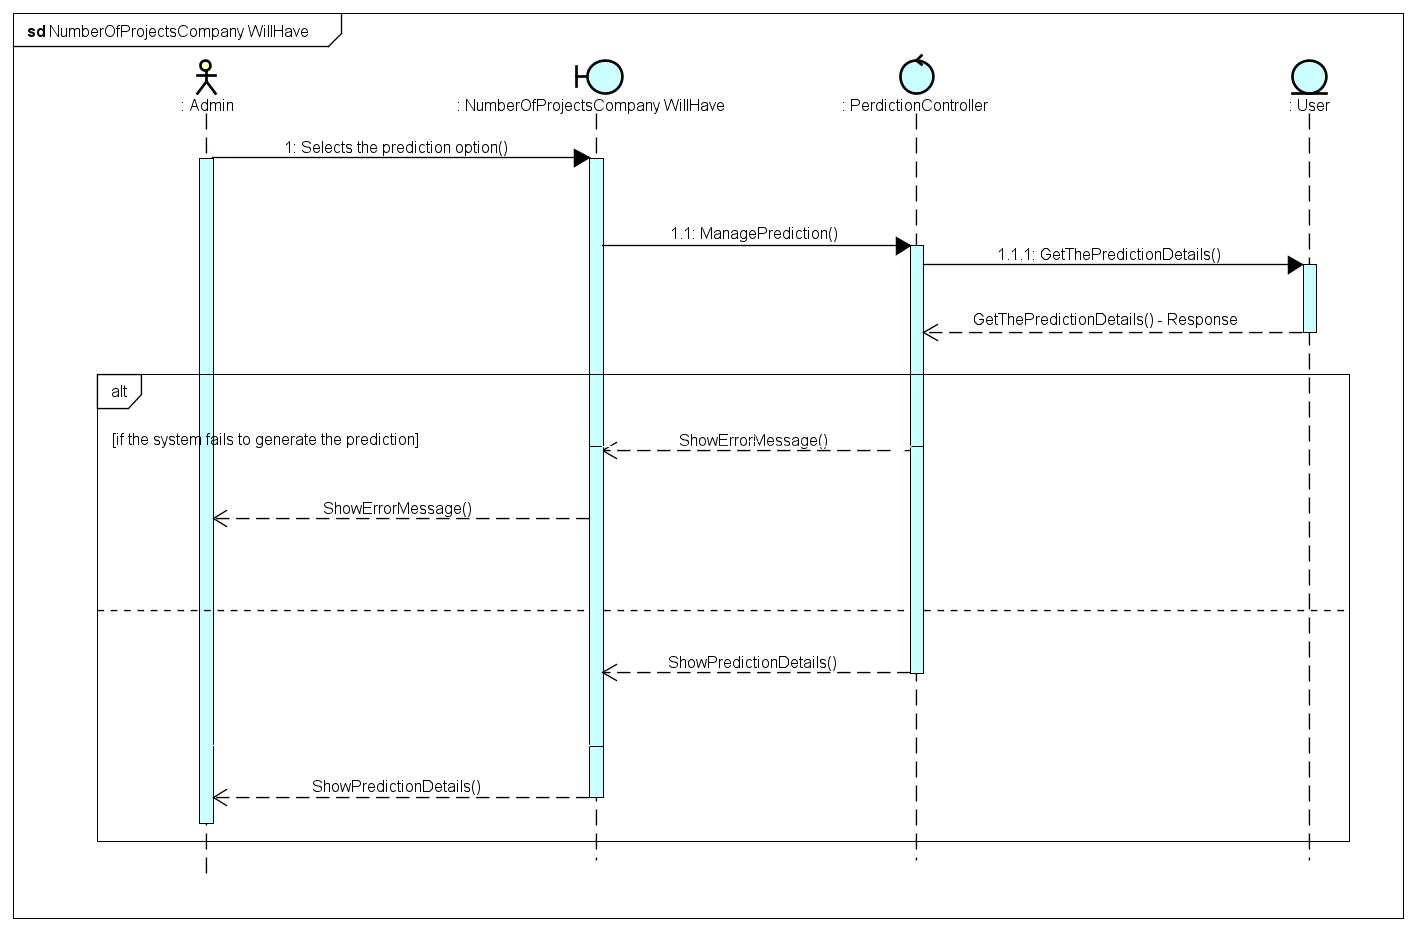 sd NumberOfProjectsCompany WillHave
: Admin
: NumberOfProjectsCompany WillHave
: PerdictionController
: User
1: Selects the prediction option()
1.1: ManagePrediction()
1.1.1: GetThePredictionDetails()
GetThePredictionDetails() - Response
alt
[if the system fails to generate the prediction]
ShowErrorMessage()
ShowErrorMessage()
ShowPredictionDetails()
ShowPredictionDetails()